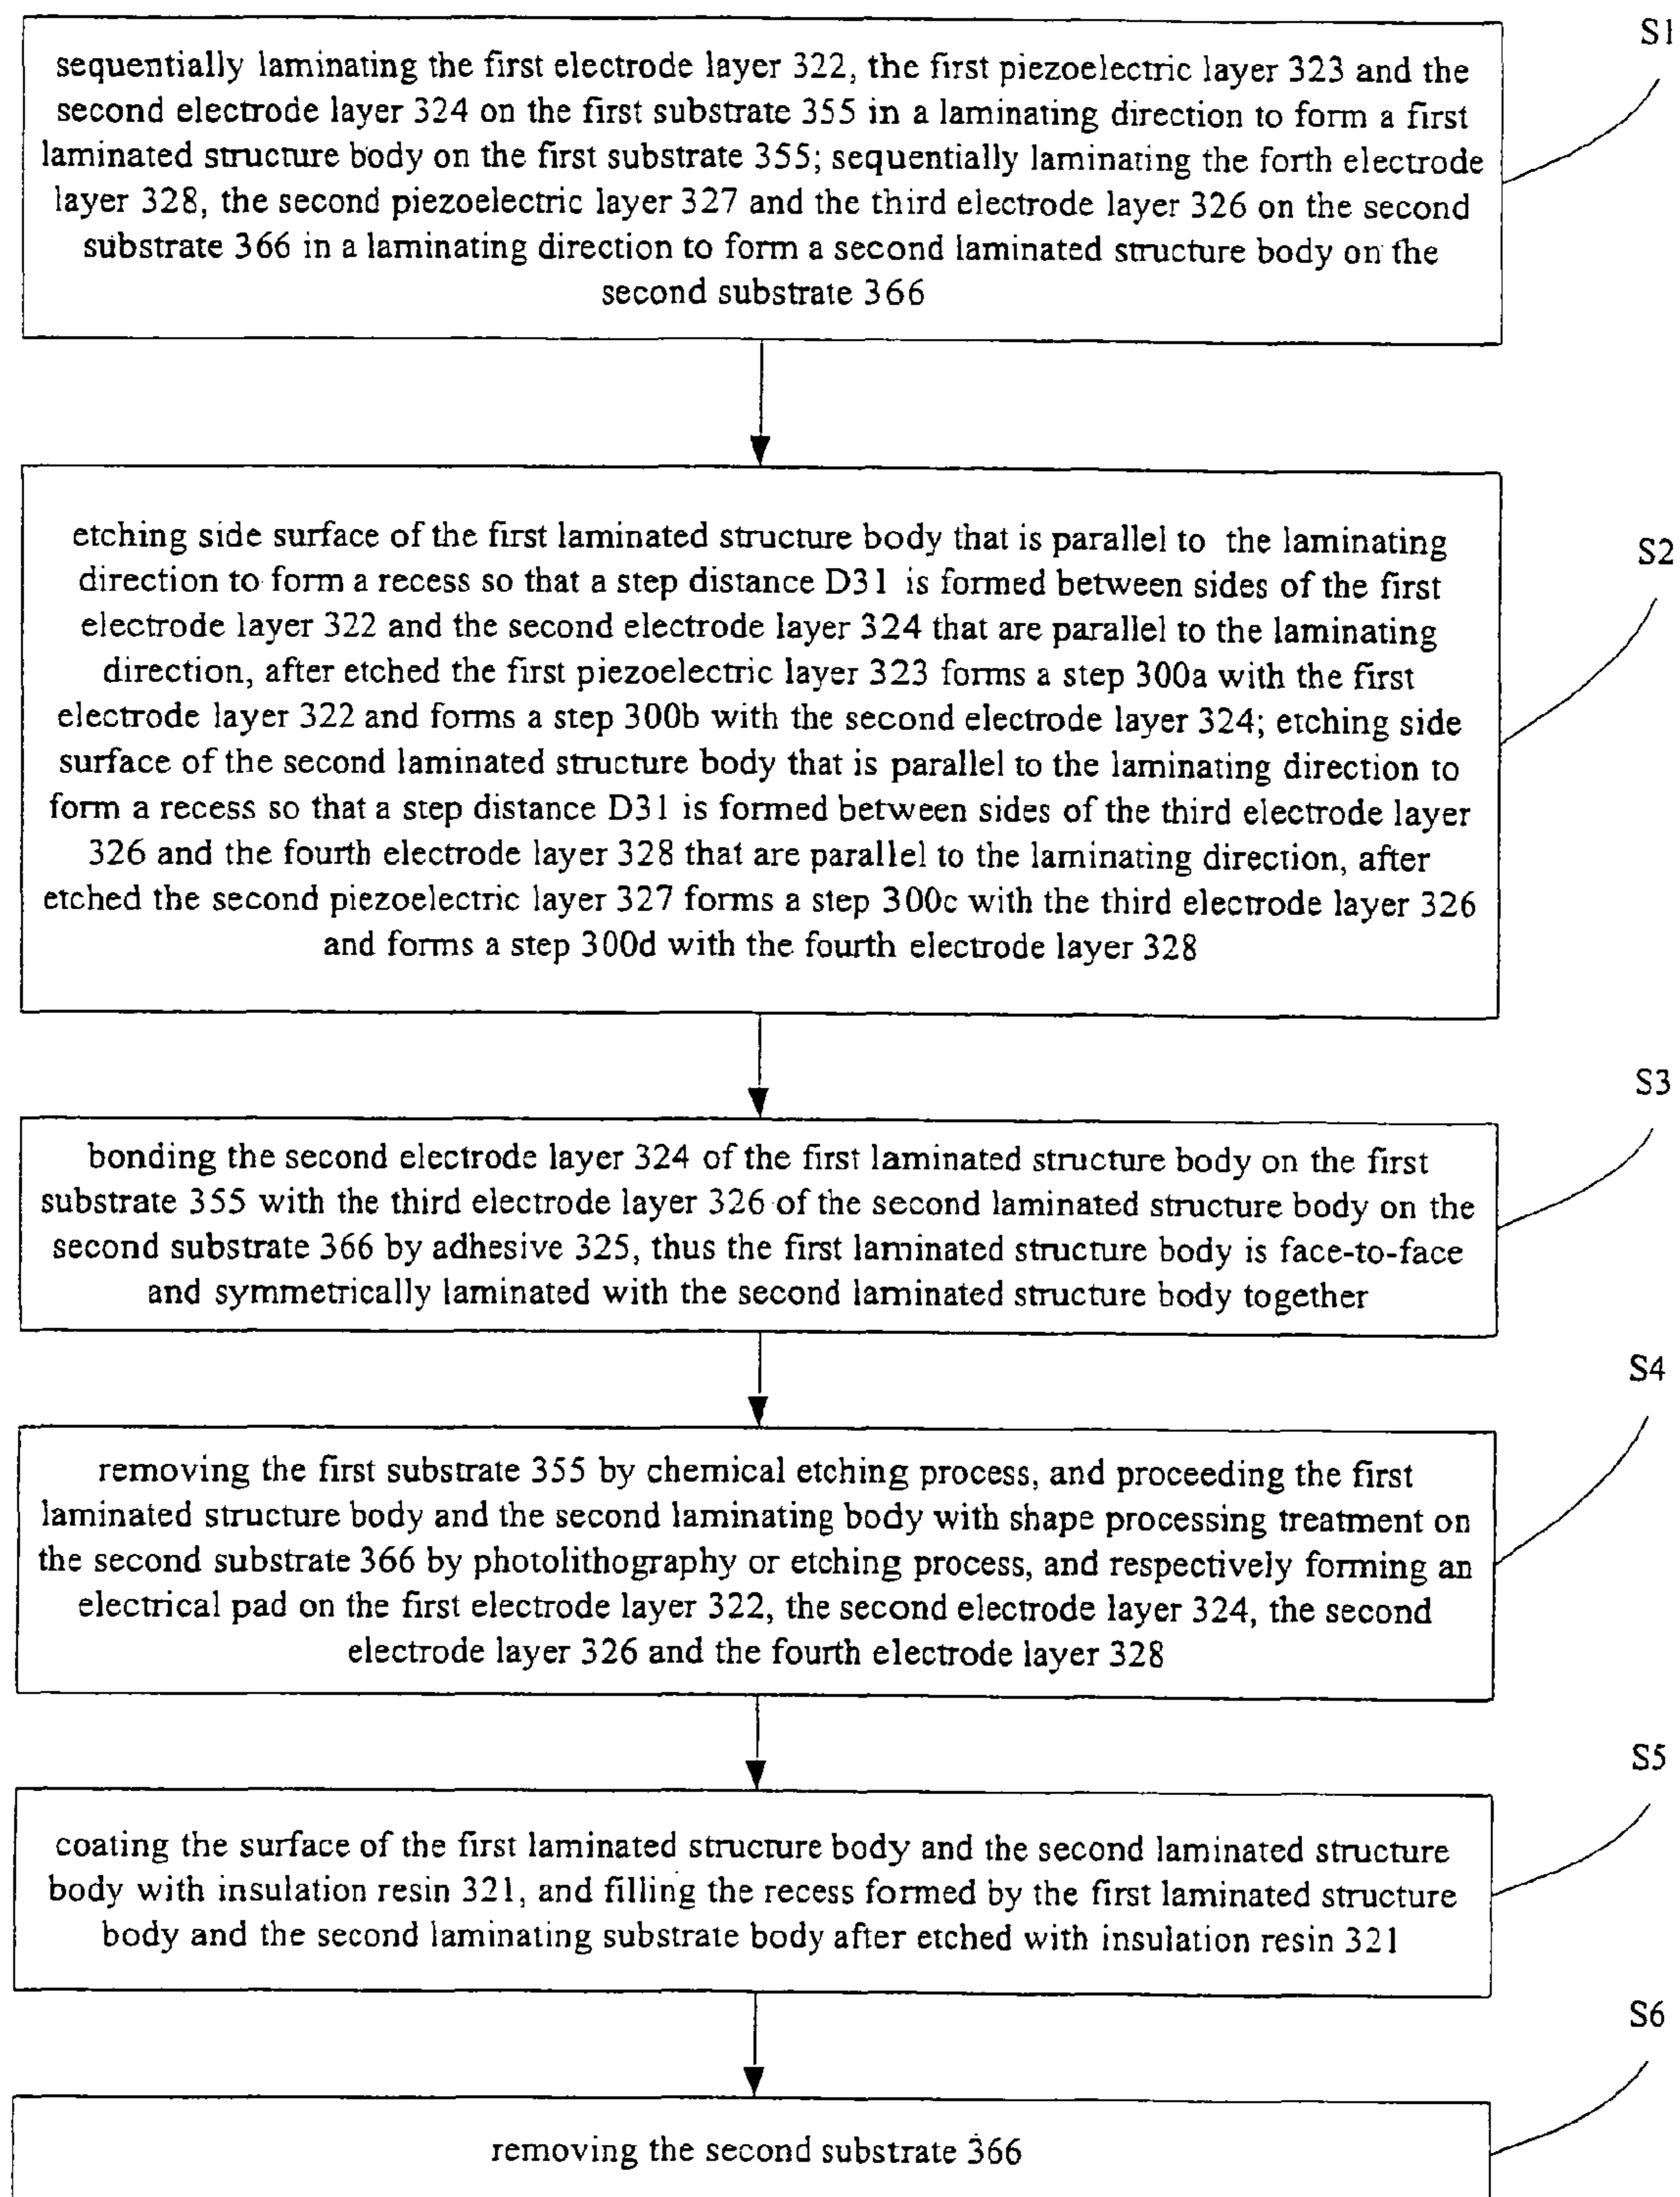 S1
sequentially laminating the first electrode layer 322, the first piezoelectric layer 323 and the
second electrode layer 324 on the first substrate 355 in a laminating direction to form a first
laminated structure body on the first substrate 355; sequentially laminating the forth electrode
layer 328, the second piezoelectric layer 327 and the third electrode layer 326 on the second
substrate 366 in a laminating direction to form a second laminated structure body on the
second substrate 366
S2
etching side surface of the first laminated structure body that is parallel to the laminating
direction to form a recess so that a step distance D31 is formed between sides of the first
electrode layer 322 and the second electrode layer 324 that are parallel to the laminating
direction, after etched the first piezoelectric layer 323 forms a step 300a with the first
electrode layer 322 and forms a step 300b with the second electrode layer 324; etching side
surface of the second laminated structure body that is parallel to the laminating direction to
form a recess so that a step distance D31 is formed between sides of the third electrode layer
326 and the fourth electrode layer 328 that are parallel to the laminating direction, after
etched the second piezoelectric layer 327 forms a step 300c with the third electrode layer 326
and forms a step 300d with the fourth electrode layer 328
S3
bonding the second electrode layer 324 of the first laminated structure body on the first
substrate 355 with the third electrode layer 326 of the second laminated structure body on the
second substrate 366 by adhesive 325, thus the first laminated structure body is face-to-face
and symmetrically laminated with the second laminated structure body together
S4
removing the first substrate 355 by chemical etching process, and proceeding the first
laminated structure body and the second laminating body with shape processing treatment on
the second substrate 366 by photolithography or etching process, and respectively forming an
electrical pad on the first electrode layer 322, the second electrode layer 324, the second
electrode layer 326 and the fourth electrode layer 328
S5
coating the surface of the first laminated structure body and the second laminated structure
body with insulation resin 321, and filling the recess formed by the first laminated structure
body and the second laminating substrate body after etched with insulation resin 321
S6
removing the second substrate 366